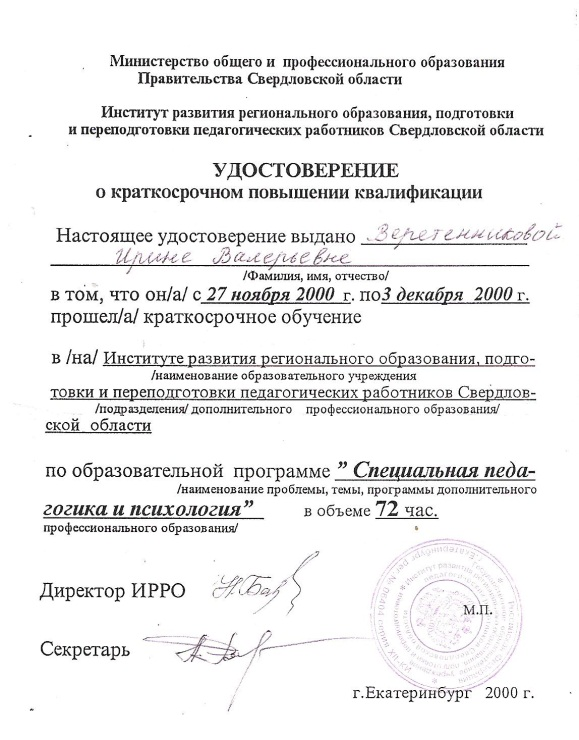 Министерство общего и профессионального образования
Правительства Свердловской области
Институт развития регионального образования, подготовки
и переподготовки педагогических работников Свердловской области
УДОСТОВЕРЕНИЕ
о краткосрочном повышении квалификации
Настоящее удостоверение выдано Веретенниковой
Ирине Валерьевне
/Фамилия, имя, отчество/
в том, что он/а/ с 27 ноября 2000 г. по 3 декабря 2000 г.
прошел/а/ краткосрочное обучение
в /на/ Институте развития регионального образования, подго-
/наименование образовательного учреждения
товки и переподготовки педагогических работников Свердлов-
/подразделения/ дополнительного профессионального образования/
ской области
по образовательной программе ” Специальная педа-
/наименование проблемы, темы, программы дополнительного
гогика и психология” в объеме 72 час.
профессионального образования/
Директор ИРРО
М.П.
Секретарь
г.Екатеринбург 2000 г.